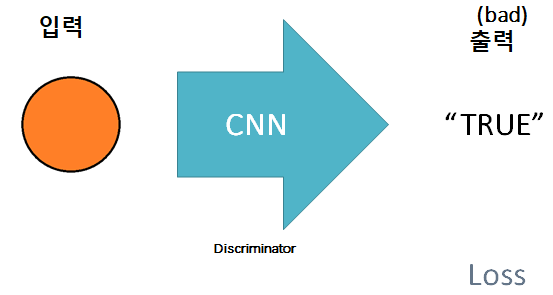 입력
(bad)
출력
CNN
“TRUE”
Discriminator
Loss